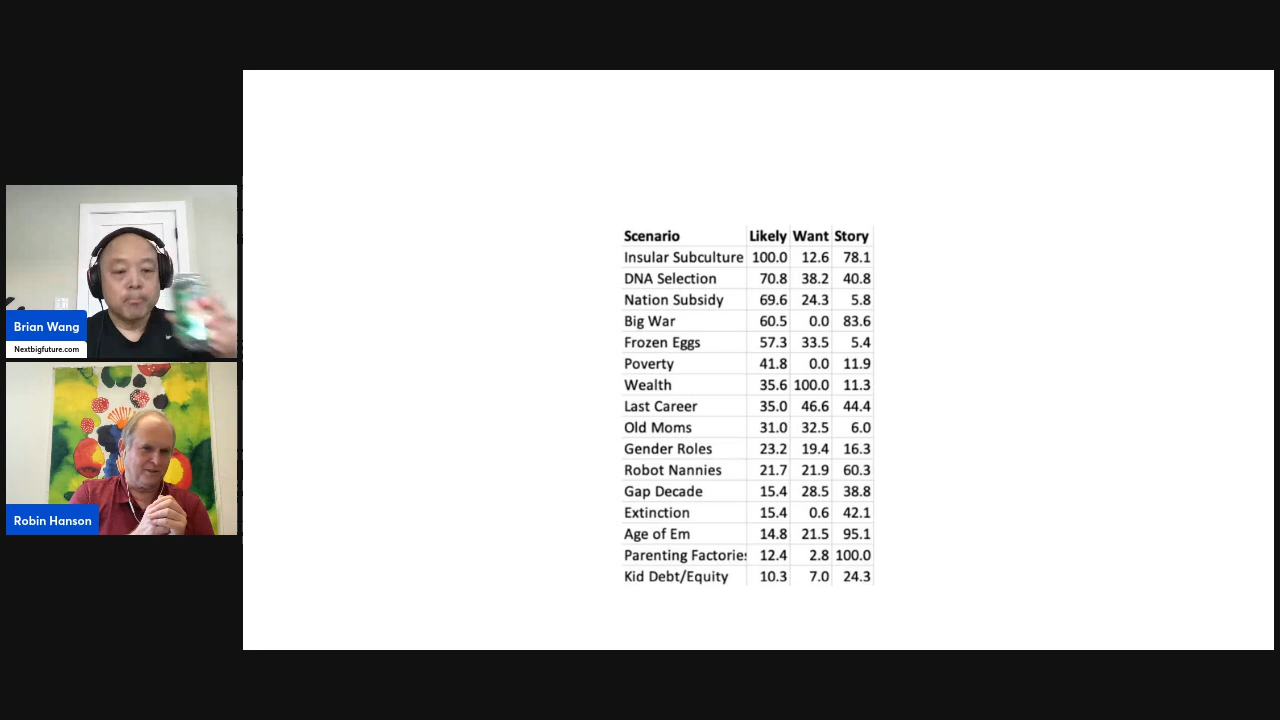 Brian Wang
Nextbigfuture.com
Robin Hanson
Scenario Likely Want Story
Insular Subculture 100.0 12.6 78.1
DNA Selection 70.8 38.2 40.8
Nation Subsidy 69.6 24.3 5.8
Big War 60.5 0.0 83.6
Frozen Eggs 57.3 33.5 5.4
Poverty 41.8 0.0 11.9
Wealth 35.6 100.0 11.3
Last Career 35.0 46.6 44.4
Old Moms 31.0 32.5 6.0
Gender Roles 23.2 19.4 16.3
Robot Nannies 21.7 21.9 60.3
Gap Decade 15.4 28.5 38.8
Extinction 15.4 0.6 42.1
Age of Em 14.8 21.5 95.1
Parenting Factories 12.4 2.8 100.0
Kid Debt/Equity 10.3 7.0 24.3